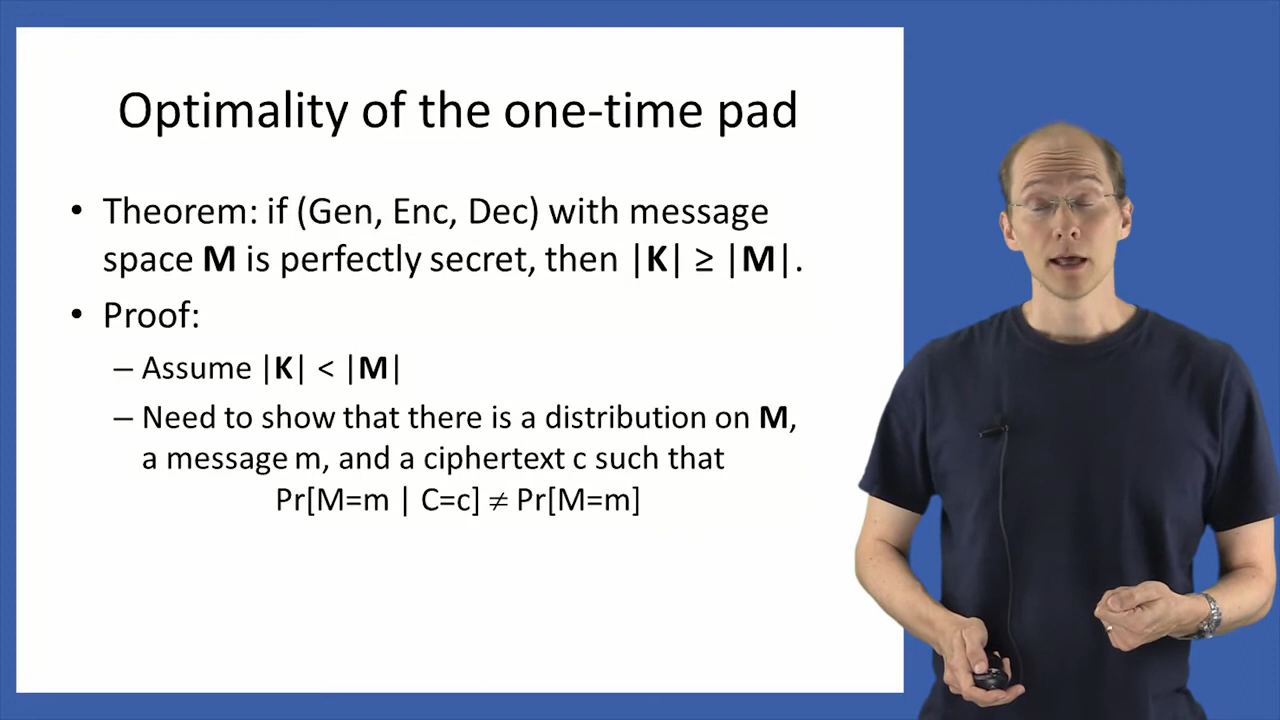 Optimality of the one-time pad
• Theorem: if (Gen, Enc, Dec) with message
space M is perfectly secret, then |K| ≥ |M|.
• Proof:
– Assume |K| < |M|
– Need to show that there is a distribution on M,
a message m, and a ciphertext c such that
Pr[M=m | C=c] ≠ Pr[M=m]